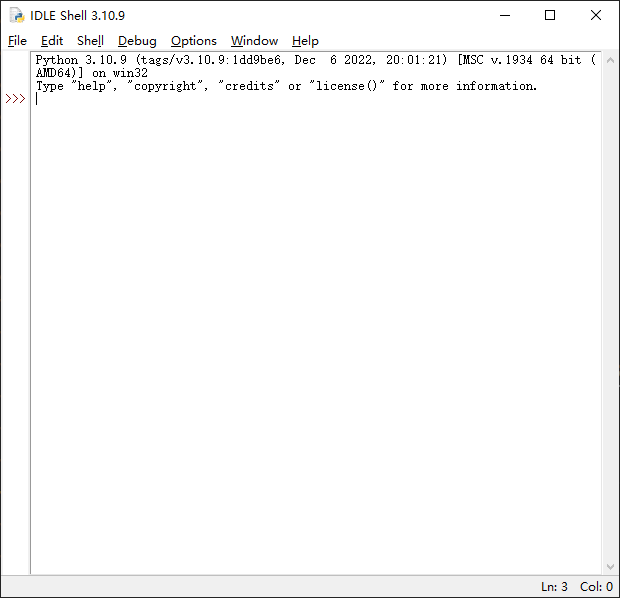 IDLE Shell 3.10.9
File Edit Shell Debug Options Window Help
Python 3.10.9 (tags/v3.10.9:1dd9be6, Dec  6 2022, 20:01:21) [MSC v.1934 64 bit (
AMD64)] on win32
Type "help", "copyright", "credits" or "license()" for more information.
>>>
Ln: 3 Col: 0